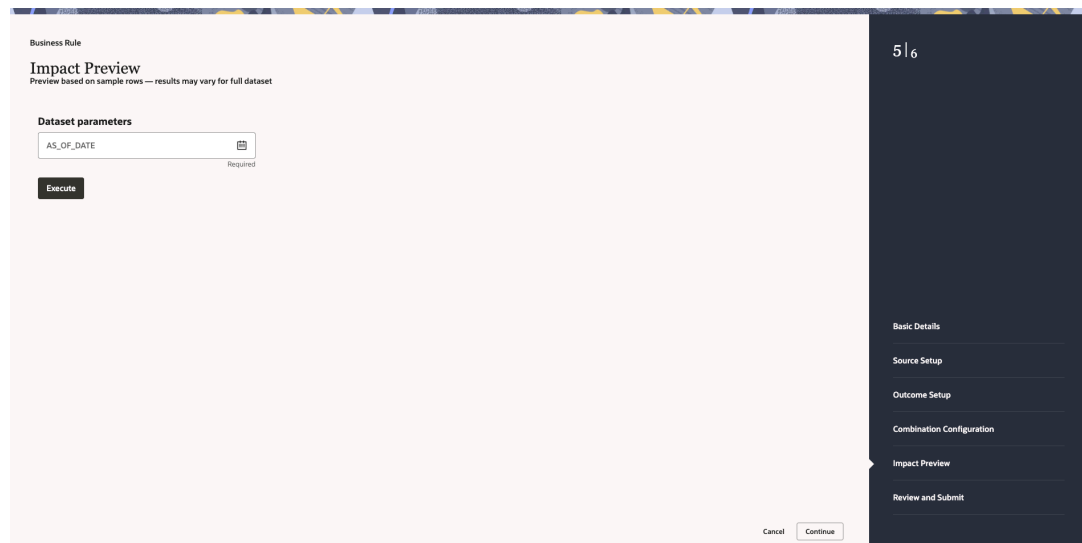 Business Rule
Impact Preview
Preview based on sample rows — results may vary for full dataset
Dataset parameters
AS_OF_DATE
Required
Execute
Cancel
Continue
5|6
Basic Details
Source Setup
Outcome Setup
Combination Configuration
Impact Preview
Review and Submit